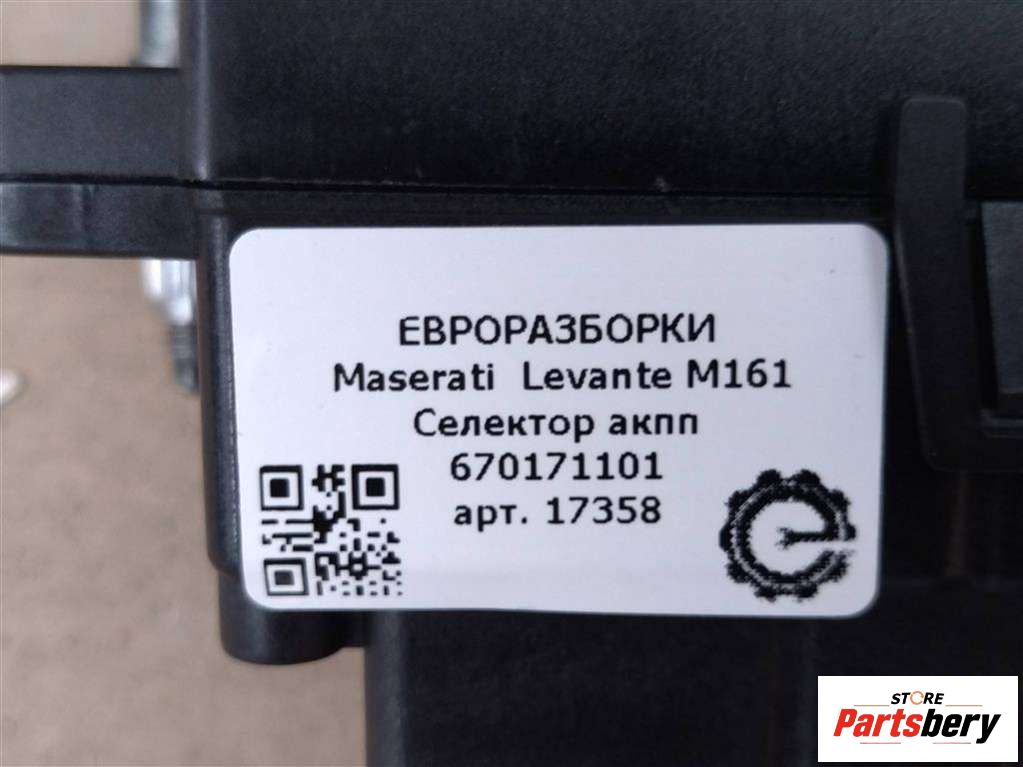 ЕВРОРАЗБОРКИ
Maserati Levante M161
Селектор акпп
670171101
арт. 17358
STORE
Partsbery